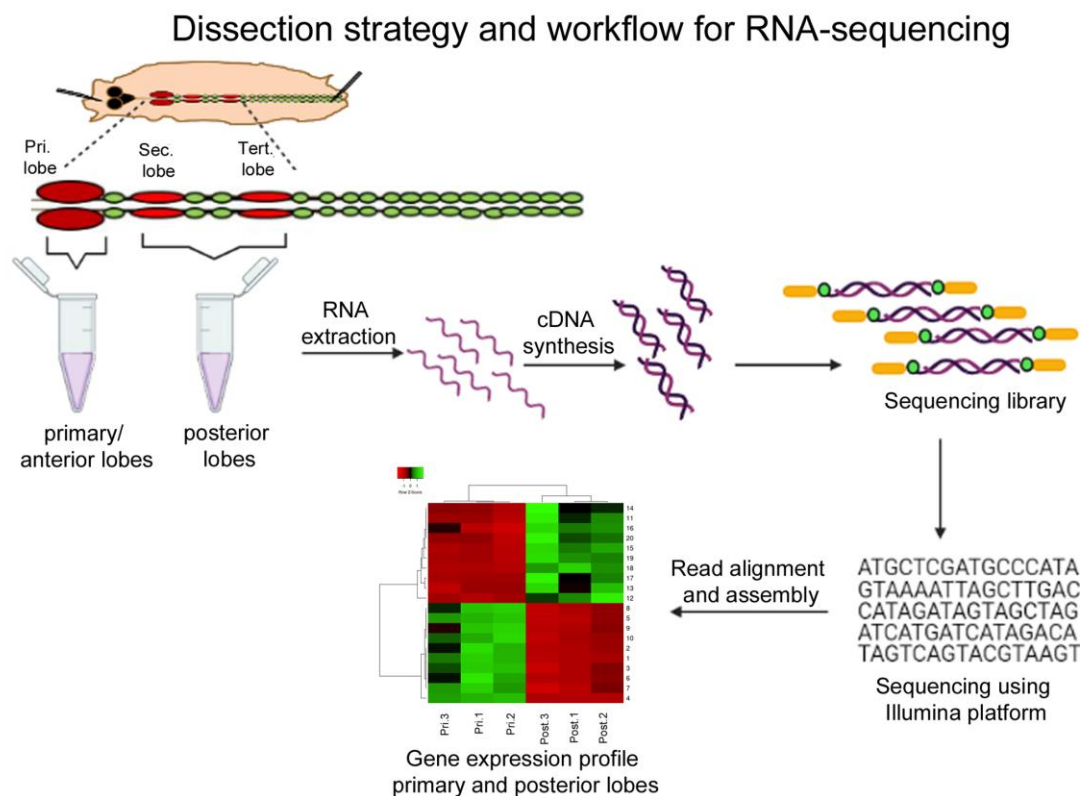 Dissection strategy and workflow for RNA-sequencing
Pri.
lobe
Sec.
lobe
Tert.
lobe
RNA
extraction
cDNA
synthesis
Sequencing library
primary/
anterior lobes
posterior
lobes
Row Z-Score
14
11
16
20
15
19
18
17
13
12
8
5
9
10
2
1
3
6
7
4
Pri.3
Pri.1
Pri.2
Post.3
Post.1
Post.2
Gene expression profile
primary and posterior lobes
Read alignment
and assembly
ATGCTCGATGCCCATA
GTAAAATTAGCTTGAC
CATAGATAGTAGCTAG
ATCATGATCATAGACA
TAGTCAGTACGTAAGT
Sequencing using
Illumina platform